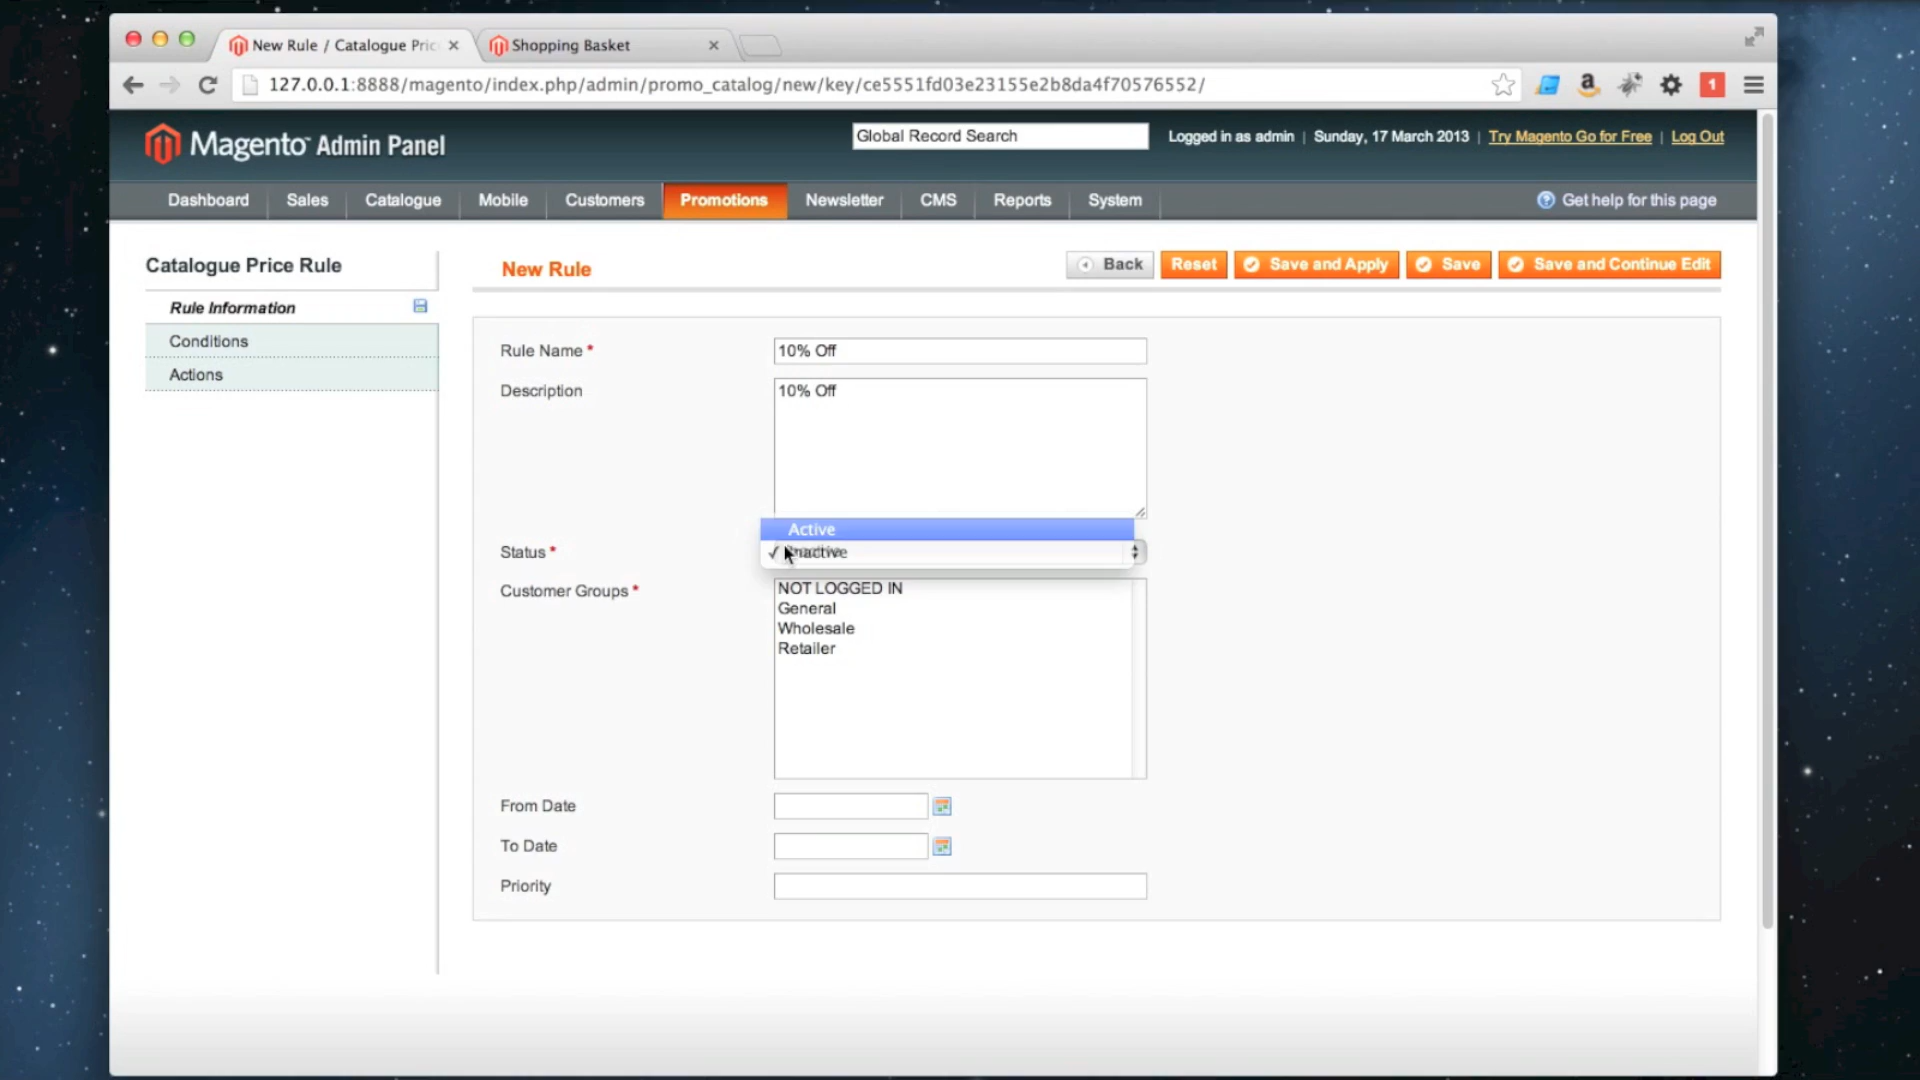 New Rule / Catalogue Pric
Shopping Basket
127.0.0.1:8888/magento/index.php/admin/promo_catalog/new/key/ce5551fd03e23155e2b8da4f70576552/
1
Magento Admin Panel
Global Record Search
Logged in as admin | Sunday, 17 March 2013 | Try Magento Go for Free | Log Out
Dashboard Sales Catalogue Mobile Customers Promotions Newsletter CMS Reports System Get help for this page
Catalogue Price Rule
Rule Information
Conditions
Actions
New Rule
Back Reset Save and Apply Save Save and Continue Edit
Rule Name * 10% Off
Description 10% Off
Active
Status * Inactive
Customer Groups *
NOT LOGGED IN
General
Wholesale
Retailer
From Date
To Date
Priority